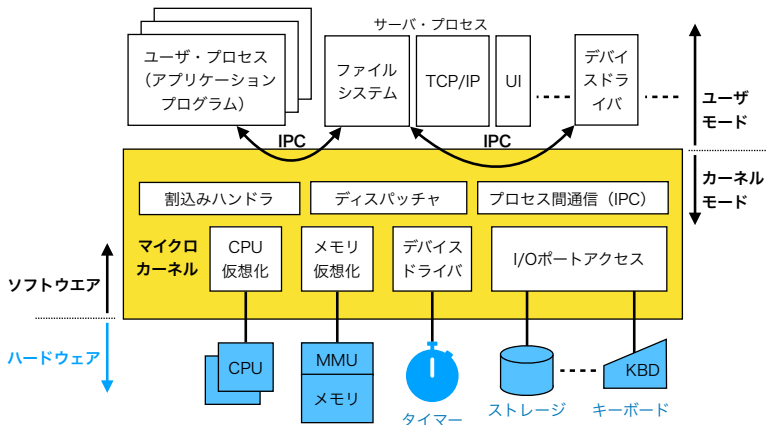 サーバ・プロセス
ユーザ・プロセス
（アプリケーション
プログラム）
ファイル
システム
TCP/IP
UI
デバイ
スドラ
イバ
ユーザ
モード
IPC
IPC
カーネル
モード
割込みハンドラ
ディスパッチャ
プロセス間通信（IPC）
マイクロ
カーネル
CPU
仮想化
メモリ
仮想化
デバイス
ドライバ
I/Oポートアクセス
ソフトウエア
ハードウェア
CPU
MMU
メモリ
タイマー
ストレージ
KBD
キーボード